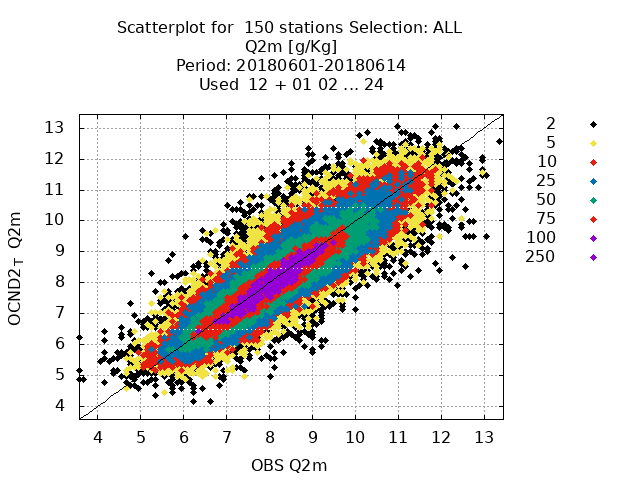 Scatterplot for 150 stations Selection: ALL
Q2m [g/Kg]
Period: 20180601-20180614
Used 12 + 01 02 ... 24
13
12
11
10
9
8
7
6
5
4
OCND2T Q2m
4 5 6 7 8 9 10 11 12 13
OBS Q2m
2
5
10
25
50
75
100
250